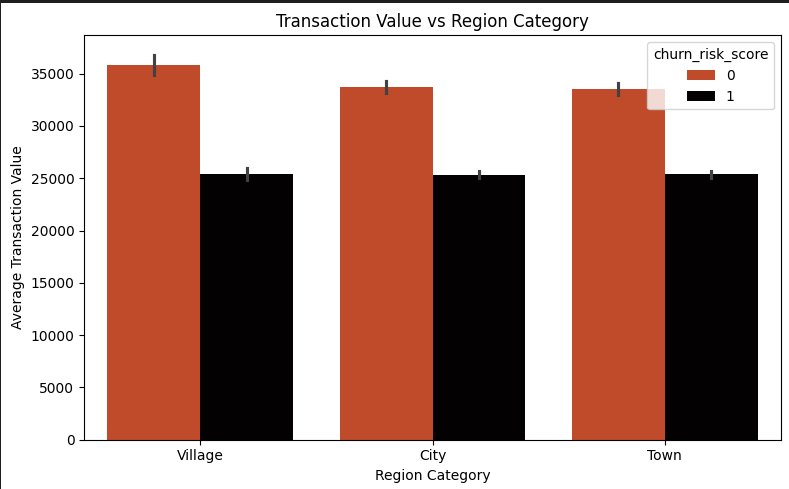 Transaction Value vs Region Category
churn_risk_score
0
1
35000
30000
25000
20000
15000
10000
5000
0
Average Transaction Value
Village
City
Town
Region Category